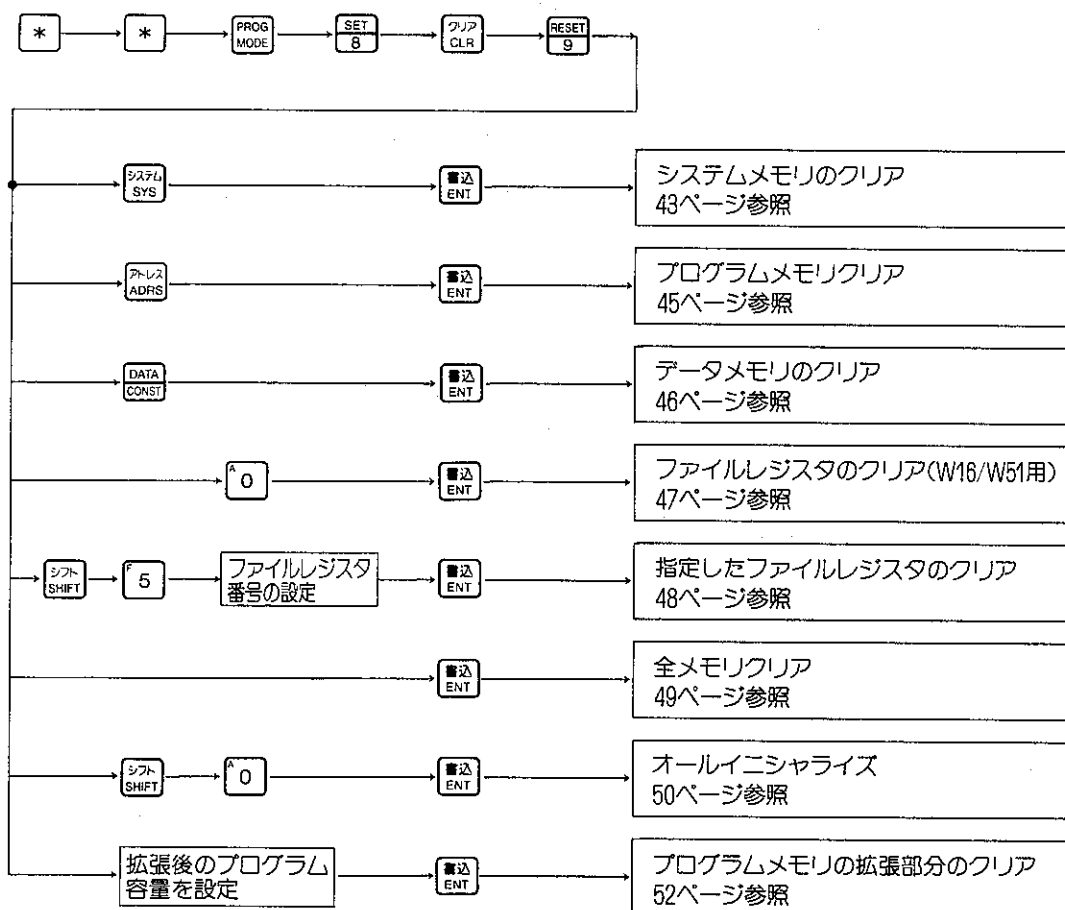 *
*
PROG
MODE
SET
8
クリア
CLR
RESET
9
システム
SYS
書込
ENT
システムメモリのクリア
43ページ参照
アドレス
ADRS
書込
ENT
プログラムメモリクリア
45ページ参照
DATA
CONST
書込
ENT
データメモリのクリア
46ページ参照
A
0
書込
ENT
ファイルレジスタのクリア(W16/W51用)
47ページ参照
シフト
SHIFT
F
5
ファイルレジスタ
番号の設定
書込
ENT
指定したファイルレジスタのクリア
48ページ参照
書込
ENT
全メモリクリア
49ページ参照
シフト
SHIFT
A
0
書込
ENT
オールイニシャライズ
50ページ参照
拡張後のプログラム
容量を設定
書込
ENT
プログラムメモリの拡張部分のクリア
52ページ参照